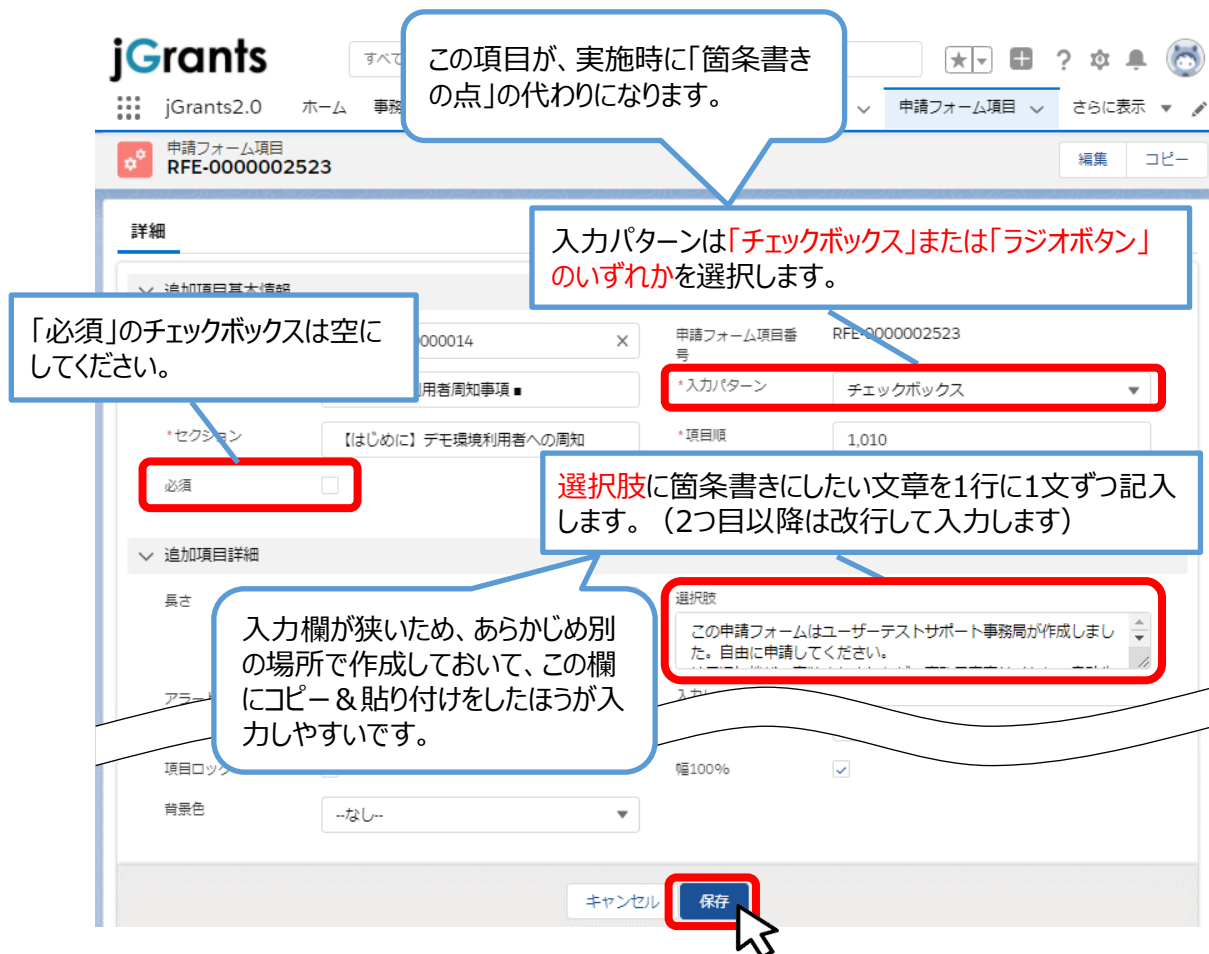 jGrants
すべて
この項目が、実施時に「箇条書き
の点」の代わりになります。
jGrants2.0
ホーム
事務
申請フォーム項目
さらに表示
申請フォーム項目
RFE-0000002523
編集
コピー
詳細
入力パターンは「チェックボックス」または「ラジオボタン」
のいずれかを選択します。
追加項目基本情報
「必須」のチェックボックスは空に
してください。
000014
申請フォーム項目番
号
RFE-0000002523
用者周知事項■
*入力パターン
チェックボックス
*セクション
【はじめに】デモ環境利用者への周知
*項目順
1,010
必須
選択肢に箇条書きにしたい文章を1行に1文ずつ記入
します。（2つ目以降は改行して入力します）
追加項目詳細
長さ
選択肢
入力欄が狭いため、あらかじめ別
の場所で作成しておいて、この欄
にコピー＆貼り付けをしたほうが入
力しやすいです。
この申請フォームはユーザーテストサポート事務局が作成しまし
た。自由に申請してください。
アラート
項目ロック
幅100%
背景色
--なし--
キャンセル
保存